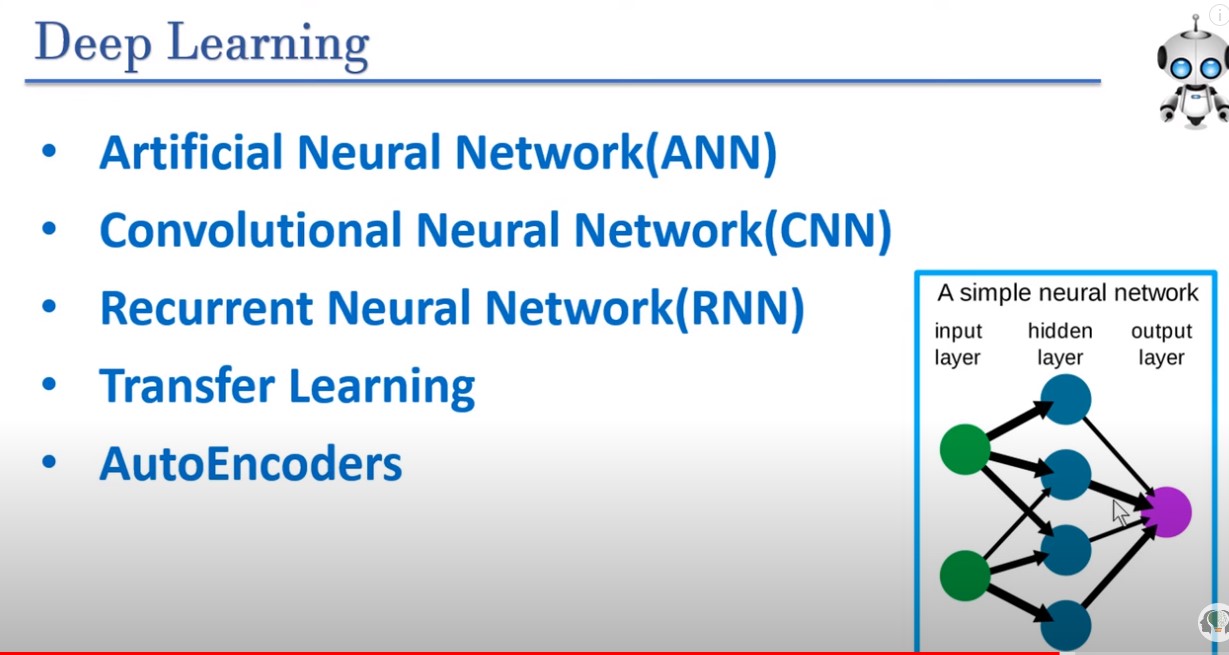 Deep Learning
• Artificial Neural Network(ANN)
• Convolutional Neural Network(CNN)
• Recurrent Neural Network(RNN)
• Transfer Learning
• AutoEncoders
A simple neural network
input layer
hidden layer
output layer